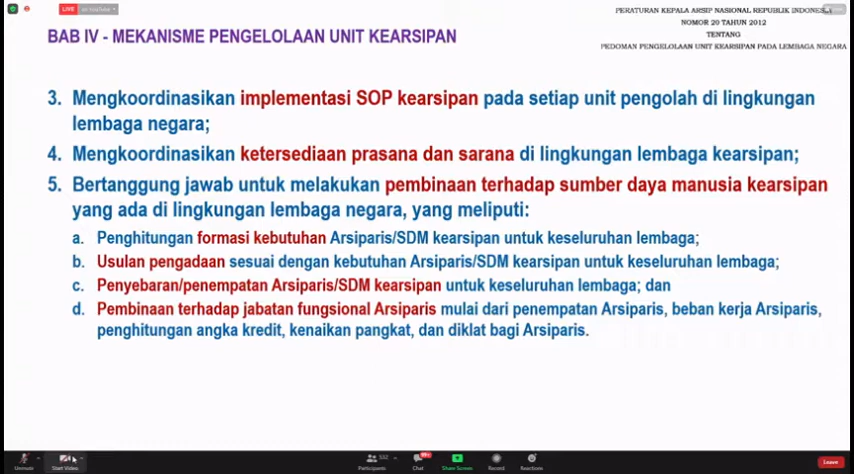 LIVE
PERATURAN KEPALA ARSIP NASIONAL REPUBLIK INDONESIA
NOMOR 20 TAHUN 2012
TENTANG
PEDOMAN PENGELOLAAN UNIT KEARSIPAN PADA LEMBAGA NEGARA
BAB IV - MEKANISME PENGELOLAAN UNIT KEARSIPAN
3. Mengkoordinasikan implementasi SOP kearsipan pada setiap unit pengolah di lingkungan
lembaga negara;
4. Mengkoordinasikan ketersediaan prasana dan sarana di lingkungan lembaga kearsipan;
5. Bertanggung jawab untuk melakukan pembinaan terhadap sumber daya manusia kearsipan
yang ada di lingkungan lembaga negara, yang meliputi:
a. Penghitungan formasi kebutuhan Arsiparis/SDM kearsipan untuk keseluruhan lembaga;
b. Usulan pengadaan sesuai dengan kebutuhan Arsiparis/SDM kearsipan untuk keseluruhan lembaga;
c. Penyebaran/penempatan Arsiparis/SDM kearsipan untuk keseluruhan lembaga; dan
d. Pembinaan terhadap jabatan fungsional Arsiparis mulai dari penempatan Arsiparis, beban kerja Arsiparis,
penghitungan angka kredit, kenaikan pangkat, dan diklat bagi Arsiparis.
Unmute Start Video Participants Chat Share Screen Record Reactions Leave